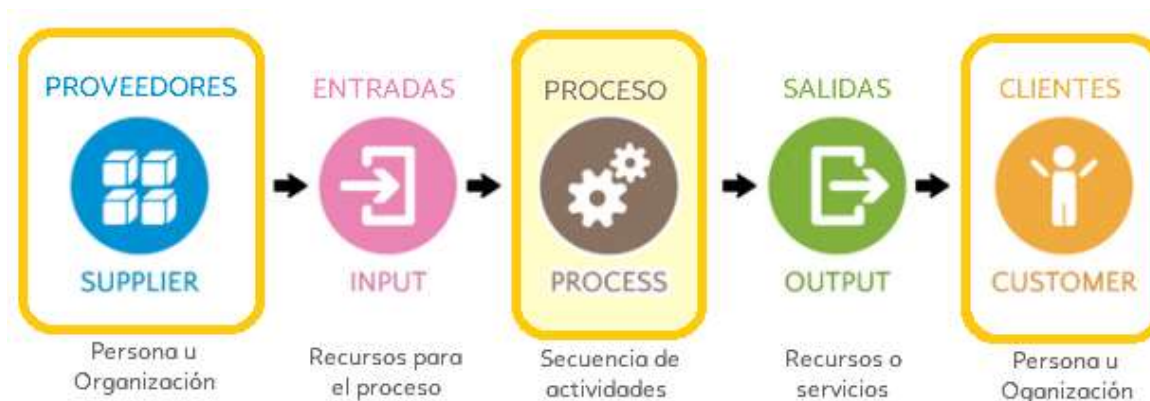 PROVEEDORES
SUPPLIER
Persona u
Organización
ENTRADAS
INPUT
Recursos para
el proceso
PROCESO
PROCESS
Secuencia de
actividades
SALIDAS
OUTPUT
Recursos o
servicios
CLIENTES
CUSTOMER
Persona u
Oganización